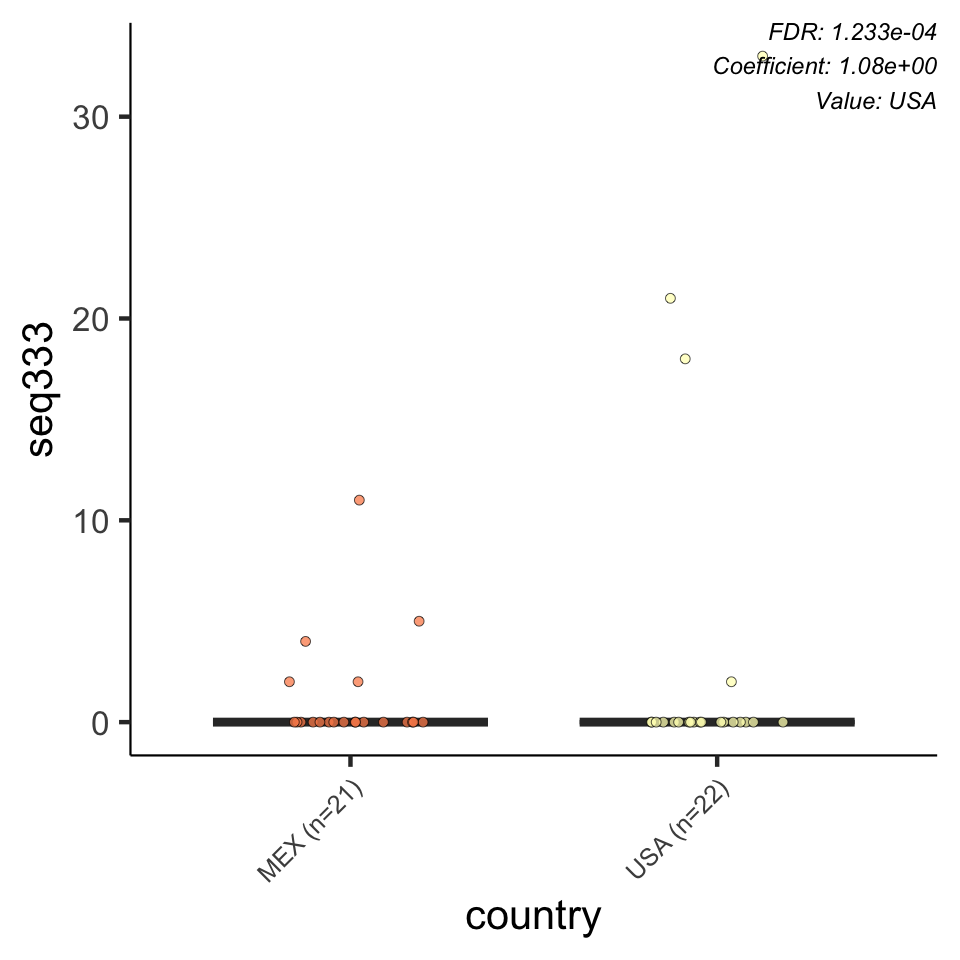 FDR: 1.233e-04
Coefficient: 1.08e+00
Value: USA
30
20
10
0
seq333
MEX (n=21)
USA (n=22)
country